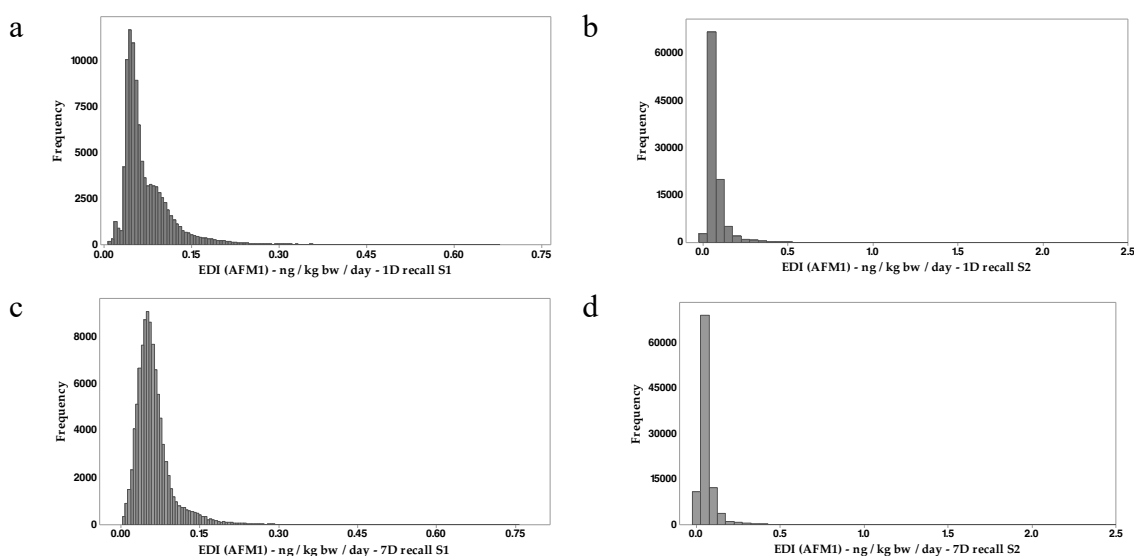 a
10000
7500
5000
2500
0
Frequency
0.00 0.15 0.30 0.45 0.60 0.75
EDI (AFM1) - ng / kg bw / day - 1D recall S1
b
60000
45000
30000
15000
0
Frequency
0.0 0.5 1.0 1.5 2.0 2.5
EDI (AFM1) - ng / kg bw / day - 1D recall S2
c
8000
6000
4000
2000
0
Frequency
0.00 0.15 0.30 0.45 0.60 0.75
EDI (AFM1) - ng / kg bw / day - 7D recall S1
d
60000
45000
30000
15000
0
Frequency
0.0 0.5 1.0 1.5 2.0 2.5
EDI (AFM1) - ng / kg bw / day - 7D recall S2